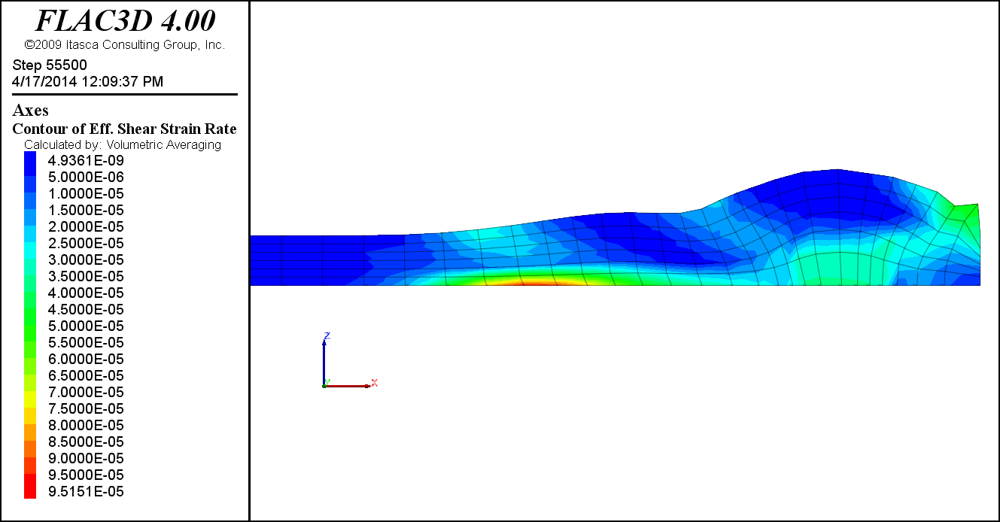 FLAC3D 4.00
©2009 Itasca Consulting Group, Inc.
Step 55500
4/17/2014 12:09:37 PM
Axes
Contour of Eff. Shear Strain Rate
Calculated by: Volumetric Averaging
4.9361E-09
5.0000E-06
1.0000E-05
1.5000E-05
2.0000E-05
2.5000E-05
3.0000E-05
3.5000E-05
4.0000E-05
4.5000E-05
5.0000E-05
5.5000E-05
6.0000E-05
6.5000E-05
7.0000E-05
7.5000E-05
8.0000E-05
8.5000E-05
9.0000E-05
9.5000E-05
9.5151E-05
Z
Y
X